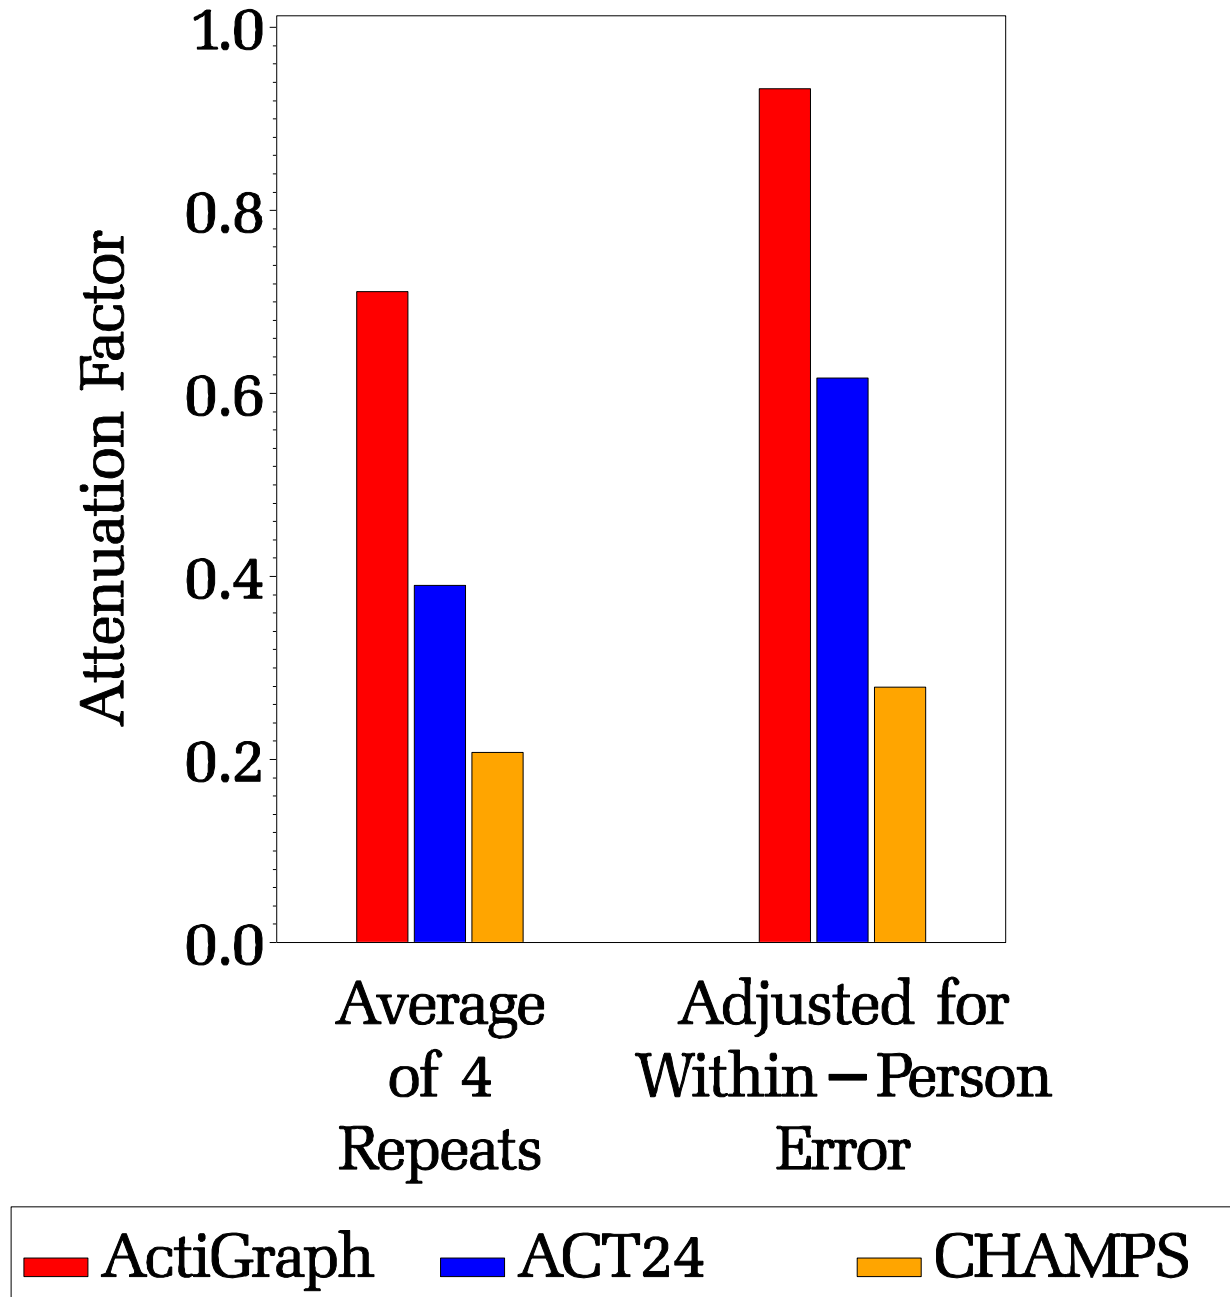 Attenuation Factor
1.0
0.8
0.6
0.4
0.2
0.0
Average
of 4
Repeats
Adjusted for
Within－Person
Error
ActiGraph
ACT24
CHAMPS